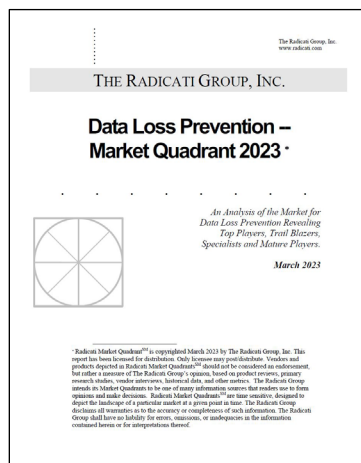 The Radicati Group, Inc.
www.radicati.com
THE RADICATI GROUP, INC.
Data Loss Prevention –
Market Quadrant 2023 *
An Analysis of the Market for
Data Loss Prevention Revealing
Top Players, Trail Blazers,
Specialists and Mature Players.
March 2023
* Radicati Market Quadrant℠ is copyrighted March 2023 by The Radicati Group, Inc. This
report has been licensed for distribution. Only licensee may post/distribute. Vendors and
products depicted in Radicati Market Quadrants℠ should not be considered an endorsement,
but rather a measure of The Radicati Group's opinion, based on product reviews, primary
research studies, vendor interviews, historical data, and other metrics. The Radicati Group
intends its Market Quadrants to be one of many information sources that readers use to form
opinions and make decisions. Radicati Market Quadrants℠ are time sensitive, designed to
depict the landscape of a particular market at a given point in time. The Radicati Group
disclaims all warranties as to the accuracy or completeness of such information. The Radicati
Group shall have no liability for errors, omissions, or inadequacies in the information
contained herein or for interpretations thereof.